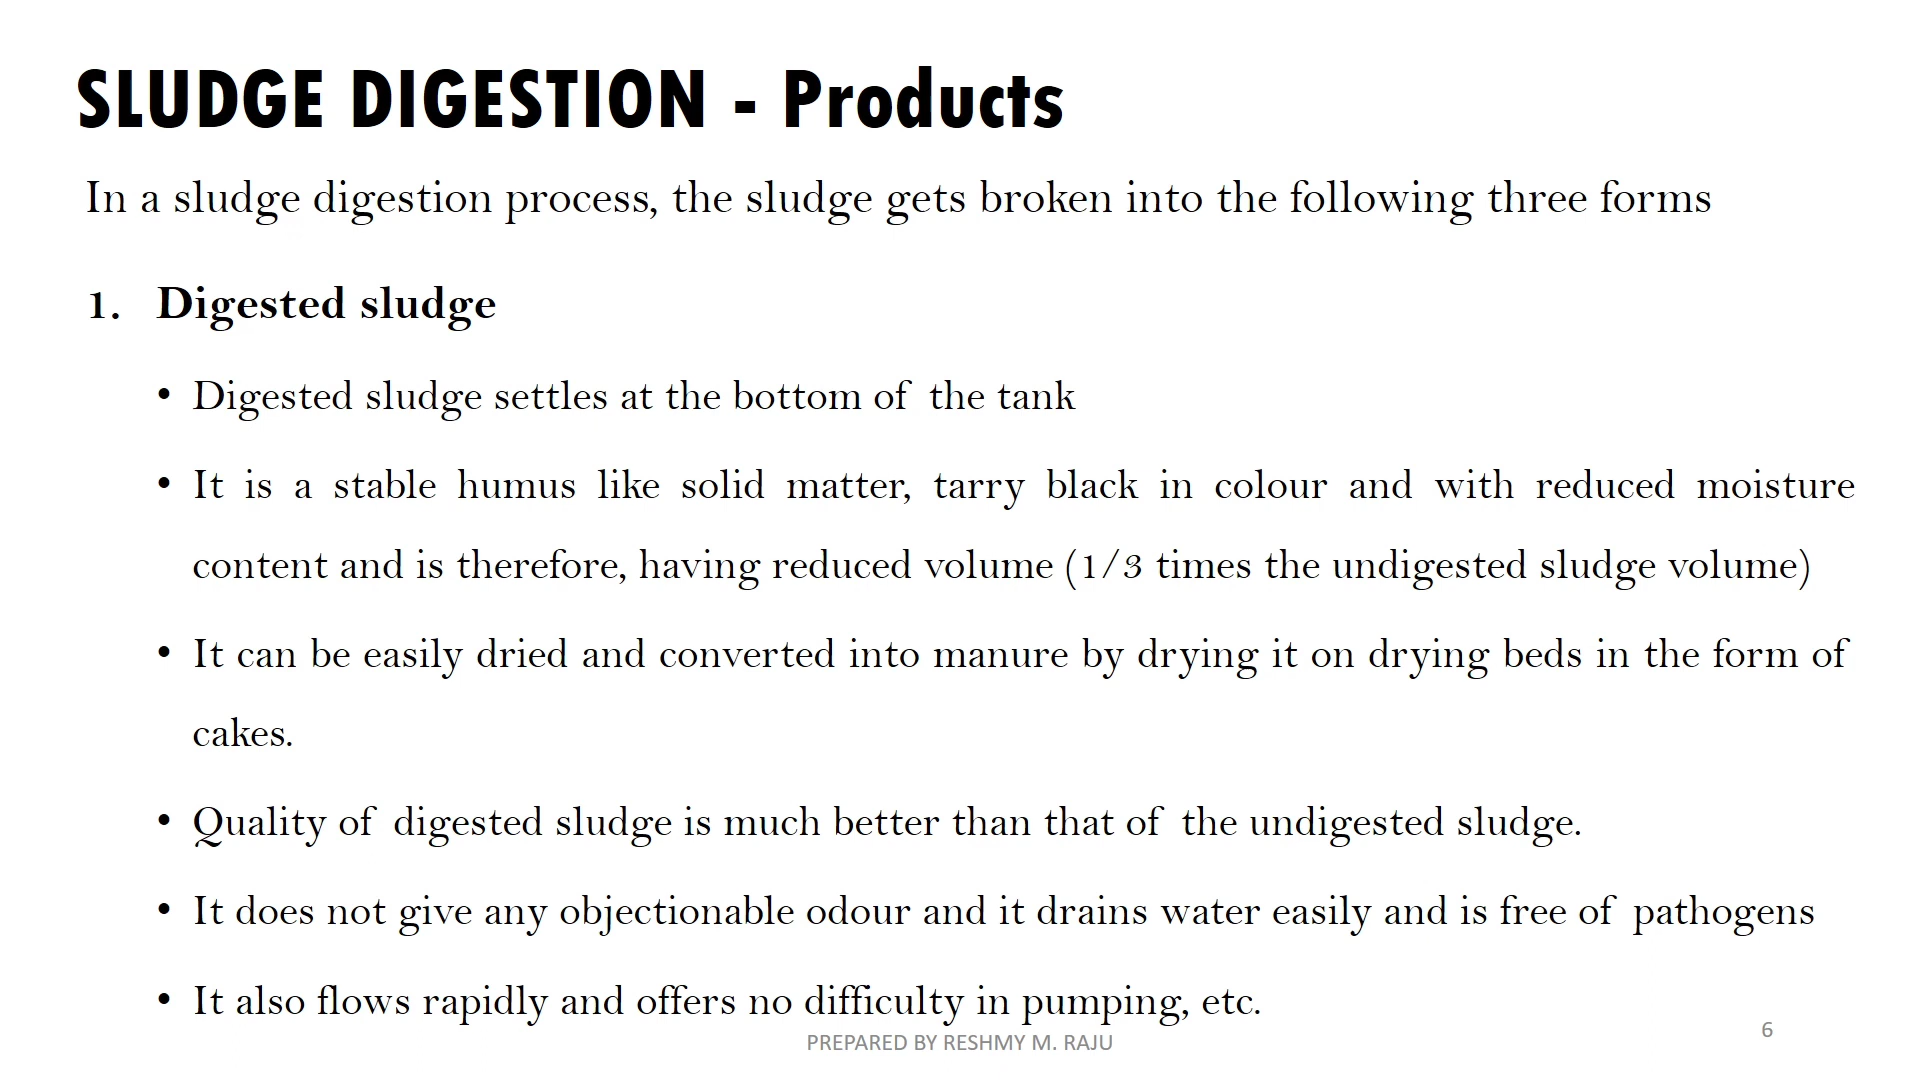 SLUDGE DIGESTION - Products
In a sludge digestion process, the sludge gets broken into the following three forms
1. Digested sludge
• Digested sludge settles at the bottom of the tank
• It is a stable humus like solid matter, tarry black in colour and with reduced moisture
content and is therefore, having reduced volume (1/3 times the undigested sludge volume)
• It can be easily dried and converted into manure by drying it on drying beds in the form of
cakes.
• Quality of digested sludge is much better than that of the undigested sludge.
• It does not give any objectionable odour and it drains water easily and is free of pathogens
• It also flows rapidly and offers no difficulty in pumping, etc.
PREPARED BY RESHMY M. RAJU
6